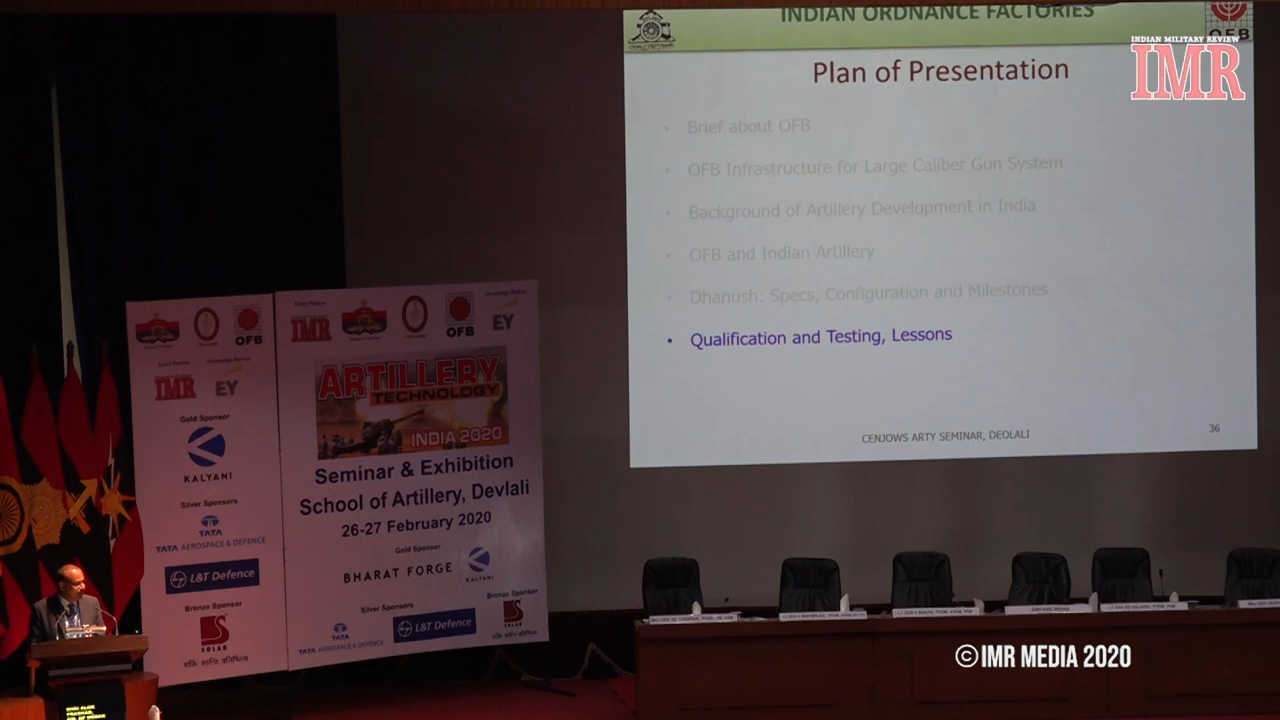 INDIAN ORDNANCE FACTORIES
OFB
INDIAN MILITARY REVIEW
IMR
Plan of Presentation
• Brief about OFB
• OFB Infrastructure for Large Caliber Gun System
• Background of Artillery Development in India
• OFB and Indian Artillery
• Dhanush: Specs, Configuration and Milestones
• Qualification and Testing, Lessons
CENJOWS ARTY SEMINAR, DEOLALI
36
OFB
IMR
EY
Gold Sponsor
KALYANI
Silver Sponsors
TATA
TATA AEROSPACE & DEFENCE
L&T Defence
Bronze Sponsor
SOLAR
IMR
OFB
EY
ARTILLERY
TECHNOLOGY
INDIA 2020
Seminar & Exhibition
School of Artillery, Devlali
26-27 February 2020
Gold Sponsor
BHARAT FORGE
KALYANI
Silver Sponsors
TATA
TATA AEROSPACE & DEFENCE
L&T Defence
Bronze Sponsor
SOLAR
©IMR MEDIA 2020